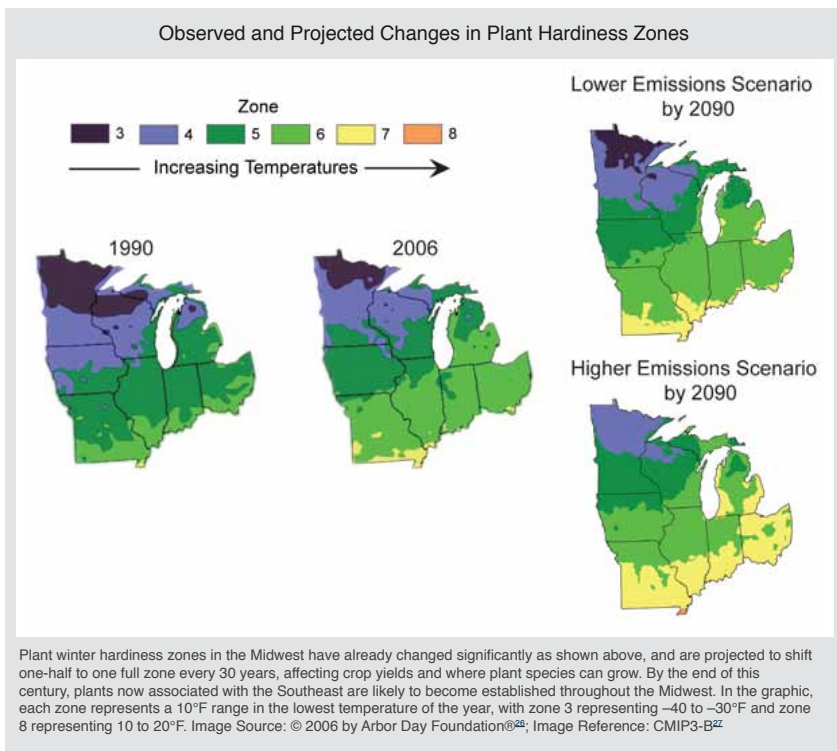 Observed and Projected Changes in Plant Hardiness Zones
Lower Emissions Scenario
by 2090
Zone
3 4 5 6 7 8
Increasing Temperatures
1990
2006
Higher Emissions Scenario
by 2090
Plant winter hardiness zones in the Midwest have already changed significantly as shown above, and are projected to shift
one-half to one full zone every 30 years, affecting crop yields and where plant species can grow. By the end of this
century, plants now associated with the Southeast are likely to become established throughout the Midwest. In the graphic,
each zone represents a 10°F range in the lowest temperature of the year, with zone 3 representing –40 to –30°F and zone
8 representing 10 to 20°F. Image Source: © 2006 by Arbor Day Foundation®26; Image Reference: CMIP3-B27